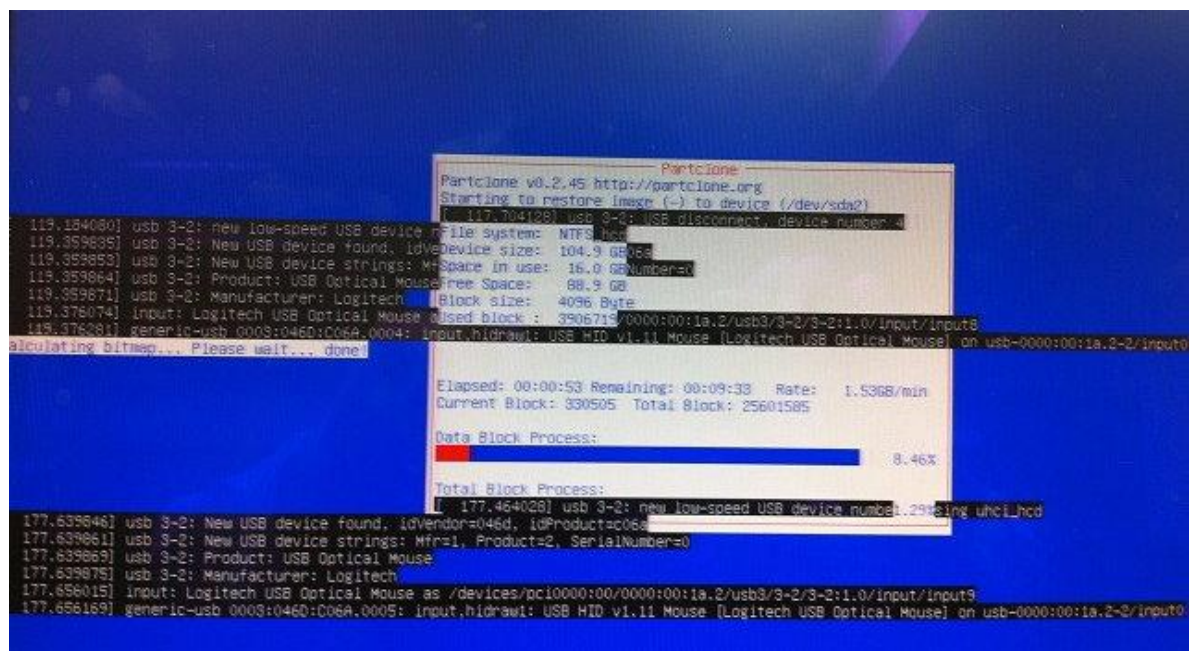 Partclone
Partclone v0.2.45 http://partclone.org
Starting to restore image (-) to device (/dev/sda2)
[ 117.704128] usb 3-2: USB disconnect, device number 4
119.184080] usb 3-2: new low-speed USB device File system: NTFS hcd
119.359835] usb 3-2: New USB device found, idVe Device size: 104.9 GB 06a
119.359853] usb 3-2: New USB device strings: Mf Space in use: 16.0 GB Number=0
119.359864] usb 3-2: Product: USB Optical Mouse Free Space: 88.9 GB
119.359871] usb 3-2: Manufacturer: Logitech Block size: 4096 Byte
119.376074] input: Logitech USB Optical Mouse Used block : 3906719 /0000:00:1a.2/usb3/3-2/3-2:1.0/input/input8
119.376281] generic-usb 0003:046D:C06A.0004: input,hidraw1: USB HID v1.11 Mouse [Logitech USB Optical Mouse] on usb-0000:00:1a.2-2/input0
alculating bitmap... Please wait... done!
Elapsed: 00:00:53 Remaining: 00:09:33 Rate: 1.53GB/min
Current Block: 330505 Total Block: 25601585
Data Block Process:
8.46%
Total Block Process:
[ 177.464028] usb 3-2: new low-speed USB device numbe 1.29% sing uhci_hcd
177.639846] usb 3-2: New USB device found, idVendor=046d, idProduct=c06a
177.639861] usb 3-2: New USB device strings: Mfr=1, Product=2, SerialNumber=0
177.639869] usb 3-2: Product: USB Optical Mouse
177.639875] usb 3-2: Manufacturer: Logitech
177.656015] input: Logitech USB Optical Mouse as /devices/pci0000:00/0000:00:1a.2/usb3/3-2/3-2:1.0/input/input9
177.656169] generic-usb 0003:046D:C06A.0005: input,hidraw1: USB HID v1.11 Mouse [Logitech USB Optical Mouse] on usb-0000:00:1a.2-2/input0